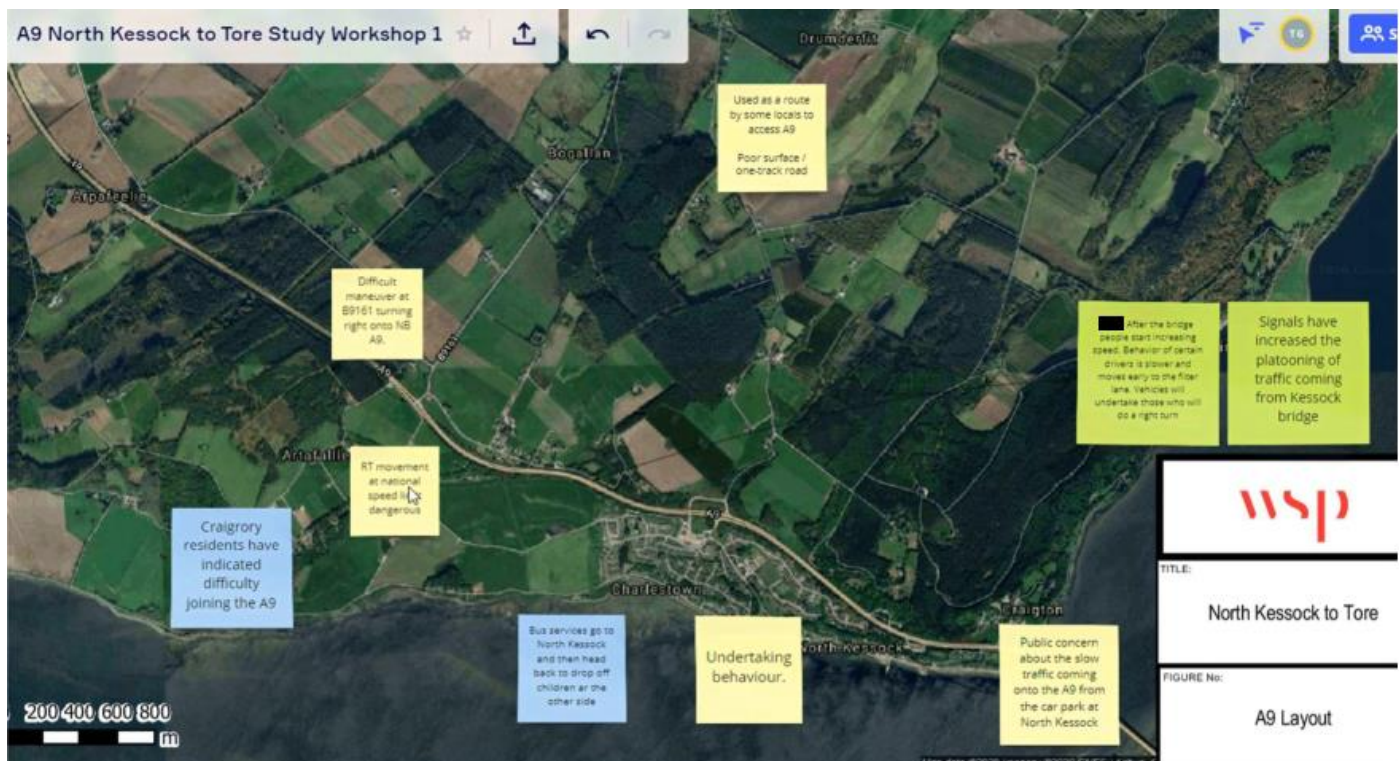 A9 North Kessock to Tore Study Workshop 1
TG
S
Drumderfit
Used as a route
by some locals to
access A9
Poor surface /
one-track road
Bogallan
A9
Arpafeelie
Difficult
maneuver at
B9161 turning
right onto NB
A9.
B9161
A9
After the bridge
people start increasing
speed. Behavior of certain
drivers is slower and
moves early to the filter
lane. Vehicles will
undertake those who will
do a right turn
Signals have
increased the
platooning of
traffic coming
from Kessock
bridge
Artafallie
RT movement
at national
speed
dangerous
Craigrory
residents have
indicated
difficulty
joining the A9
A9
wsp
TITLE:
North Kessock to Tore
Charlestown
Craigton
Bus services go to
North Kessock
and then head
back to drop off
children ar the
other side
Undertaking
behaviour.
North Kessock
Public concern
about the slow
traffic coming
onto the A9 from
the car park at
North Kessock
FIGURE No:
A9 Layout
200 400 600 800
m